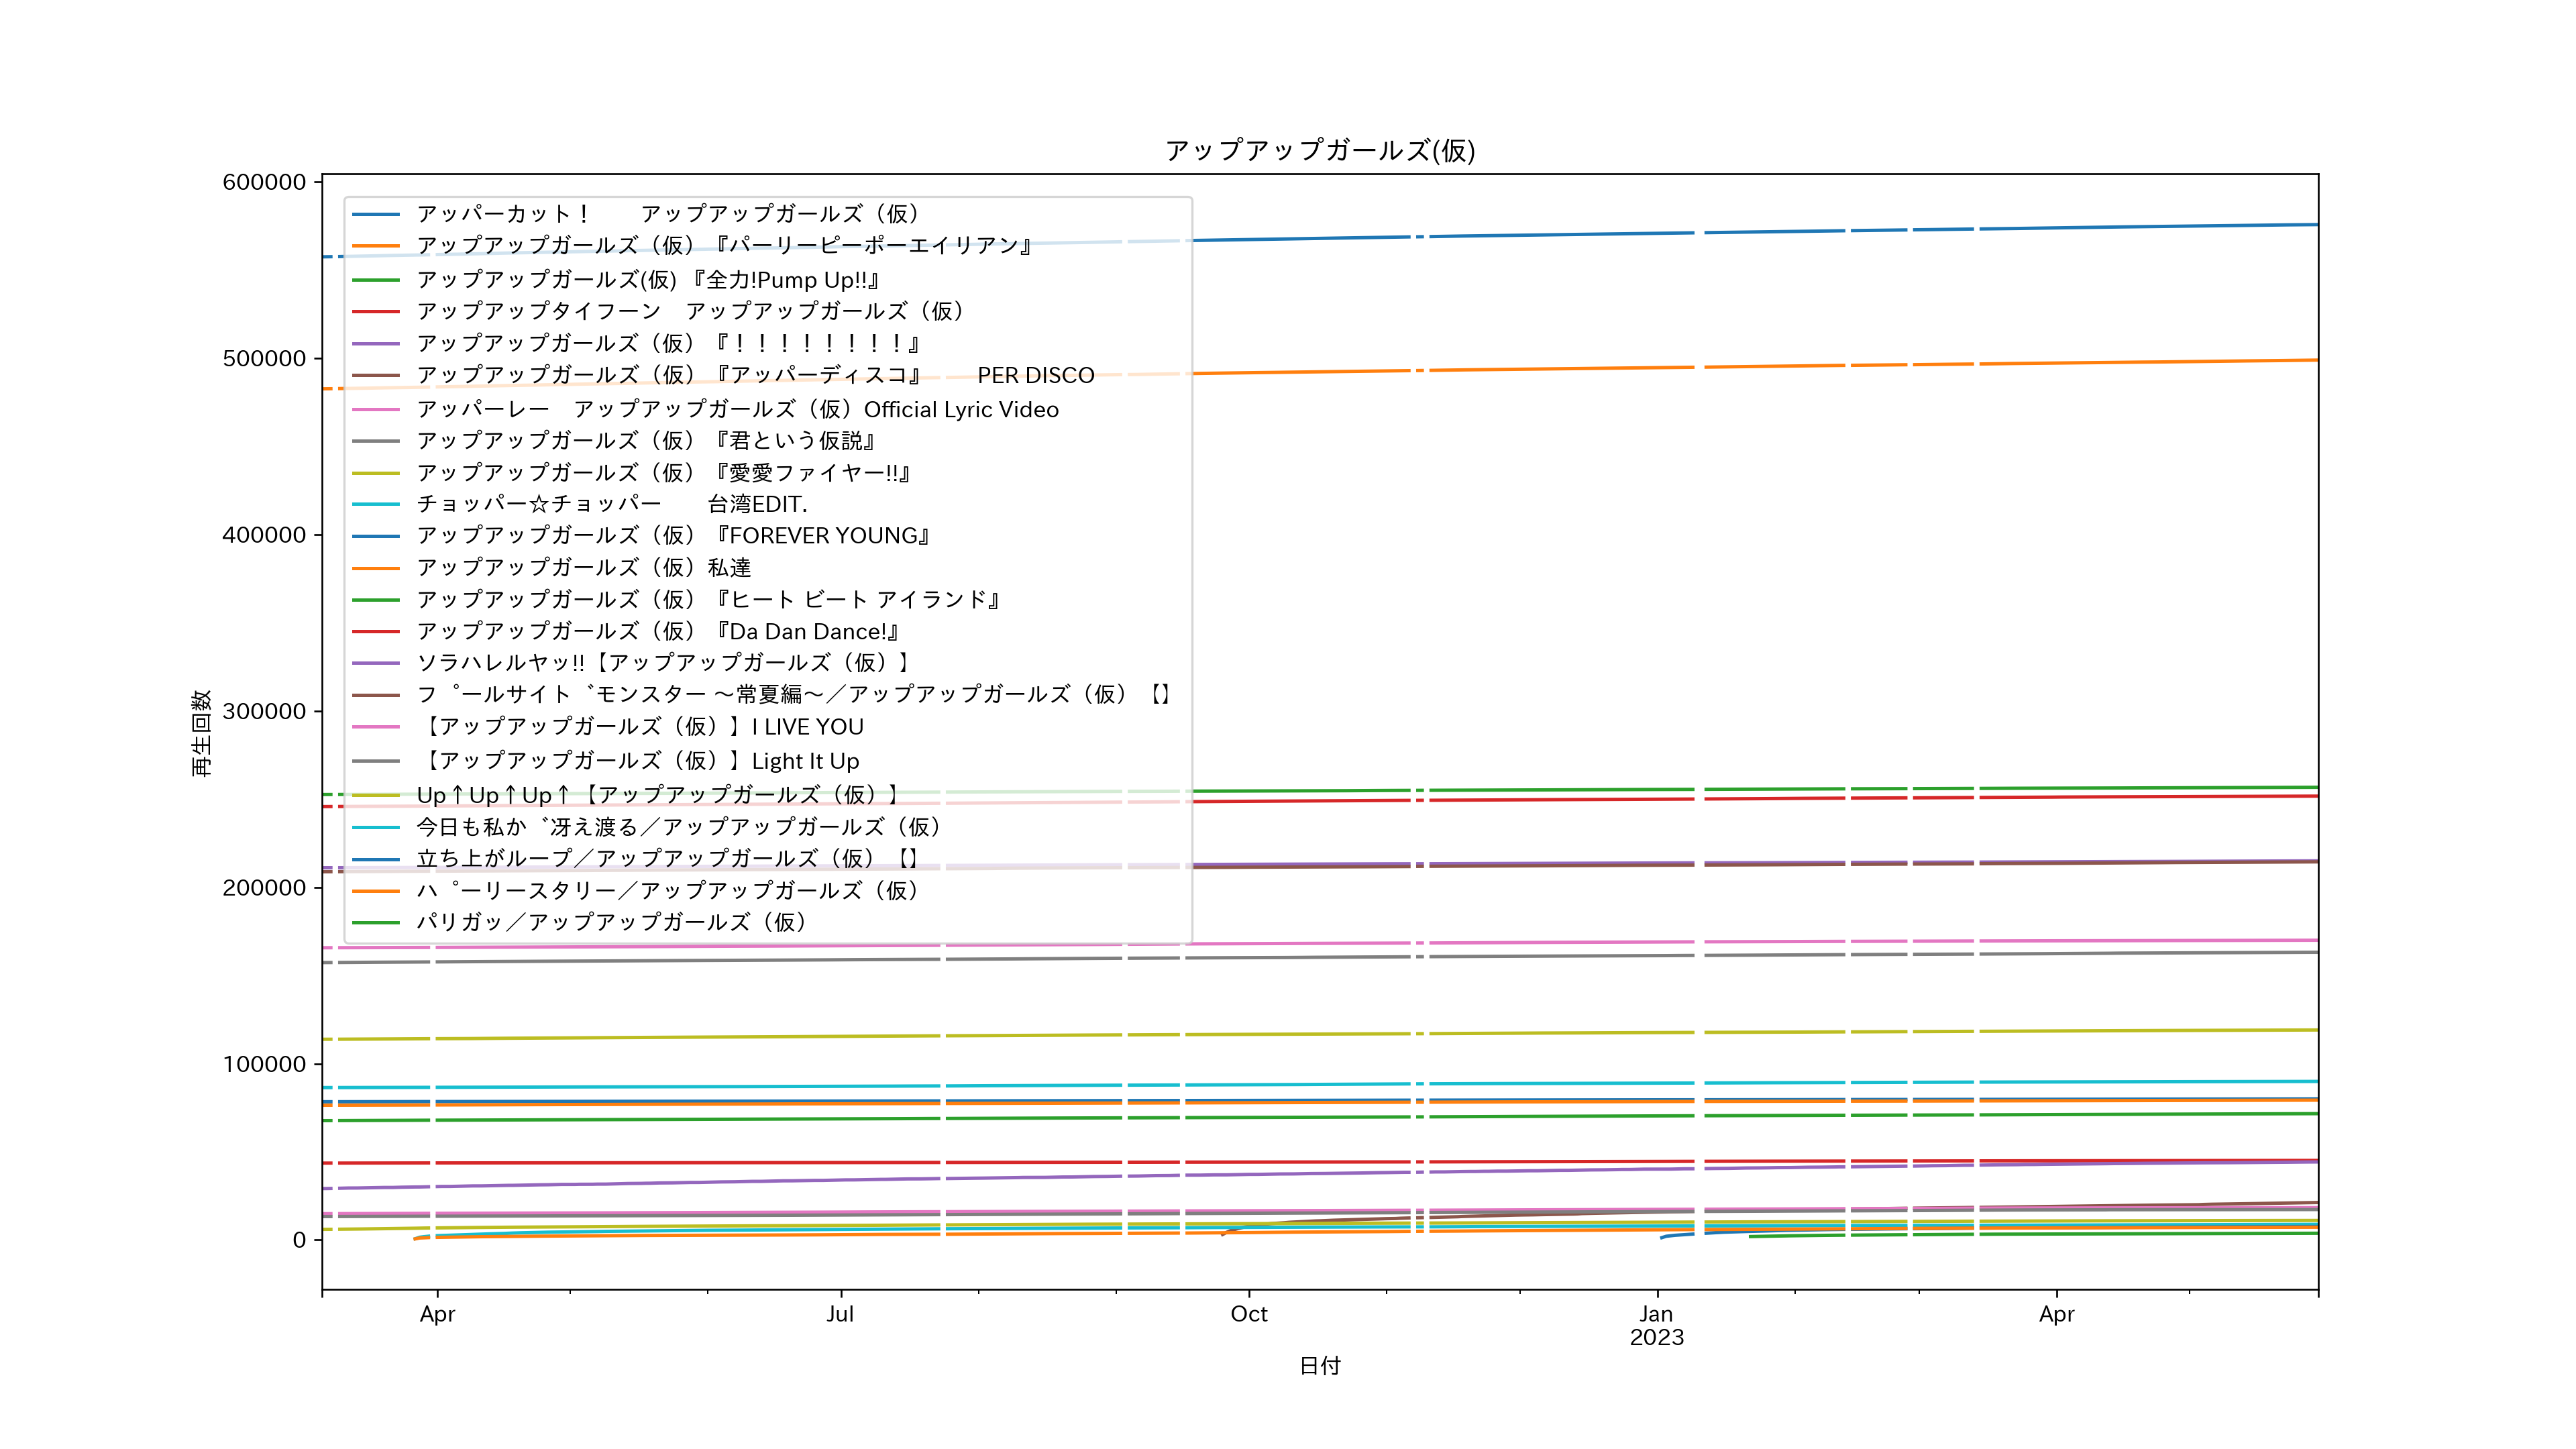 アップアップガールズ(仮)
600000
500000
400000
300000
200000
100000
0
再生回数
アッパーカット！　　アップアップガールズ（仮）
アップアップガールズ（仮）『パーリーピーポーエイリアン』
アップアップガールズ(仮) 『全力!Pump Up!!』
アップアップタイフーン　アップアップガールズ（仮）
アップアップガールズ（仮）『！！！！！！！！』
アップアップガールズ（仮）『アッパーディスコ』　　PER DISCO
アッパーレー　アップアップガールズ（仮）Official Lyric Video
アップアップガールズ（仮）『君という仮説』
アップアップガールズ（仮）『愛愛ファイヤー!!』
チョッパー☆チョッパー　　台湾EDIT.
アップアップガールズ（仮）『FOREVER YOUNG』
アップアップガールズ（仮）私達
アップアップガールズ（仮）『ヒート ビート アイランド』
アップアップガールズ（仮）『Da Dan Dance!』
ソラハレルヤッ!!【アップアップガールズ（仮）】
フ゜ールサイト゛モンスター ～常夏編～／アップアップガールズ（仮）【】
【アップアップガールズ（仮）】I LIVE YOU
【アップアップガールズ（仮）】Light It Up
Up↑Up↑Up↑【アップアップガールズ（仮）】
今日も私か゛冴え渡る／アップアップガールズ（仮）
立ち上がループ／アップアップガールズ（仮）【】
ハ゜ーリースタリー／アップアップガールズ（仮）
パリガッ／アップアップガールズ（仮）
Apr
Jul
Oct
Jan
2023
Apr
日付